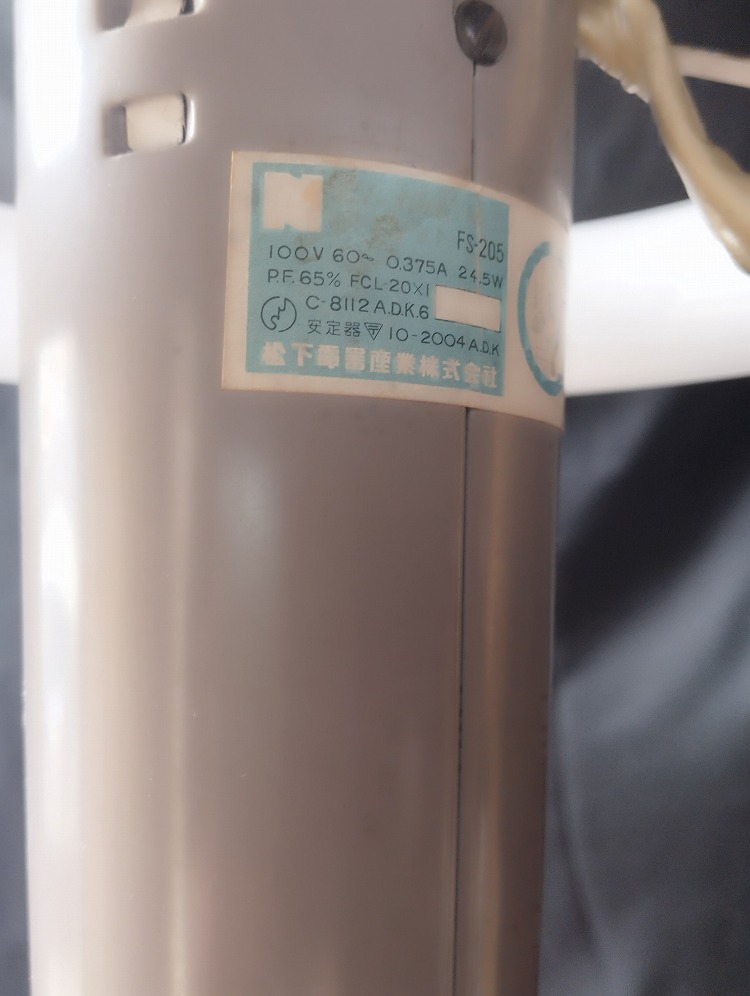 N
FS-205
100V 60~ 0.375A 24.5W
P.F. 65% FCL-20X1
C-8112 A.D.K.6
安定器 〒 10-2004 A.D.K
松下電器産業株式会社